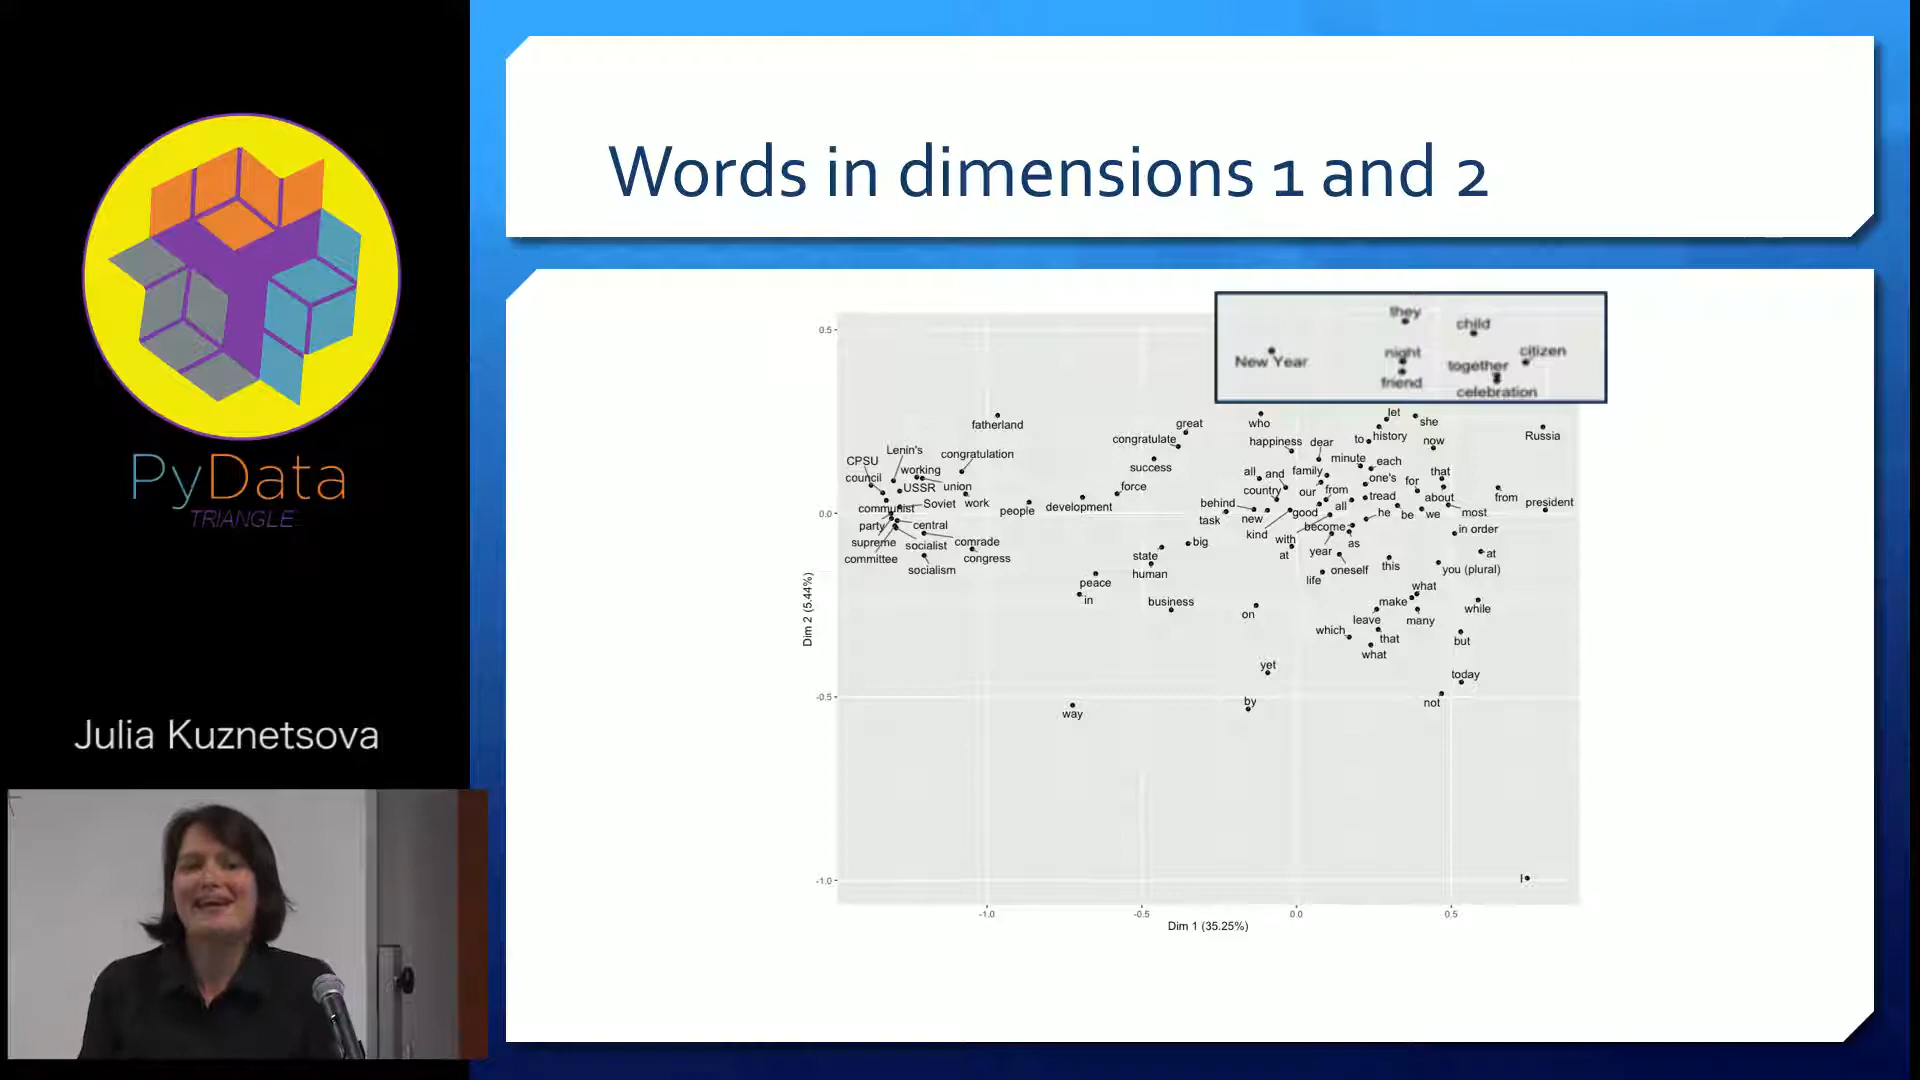 PyData
TRIANGLE
Julia Kuznetsova
Words in dimensions 1 and 2
they
child
New Year
night
citizen
together
friend
celebration
0.5
let
fatherland
great
who
she
Russia
congratulate
happiness
dear
to
history
now
Lenin's
congratulation
CPSU
working
success
minute
each
council
USSR
union
all
and
family
one's
for
that
force
country
our
from
communist
Soviet
work
people
development
behind
tread
about
from
president
0.0
task
new
good
all
he
be
we
most
party
central
kind
become
in order
supreme
socialist
comrade
state
big
with
year
as
at
committee
congress
at
socialism
human
oneself
this
you (plural)
peace
life
what
in
business
make
while
on
leave
many
which
that
but
what
yet
today
-0.5
by
not
way
-1.0
I
-1.0
-0.5
0.0
0.5
Dim 1 (35.25%)
Dim 2 (5.44%)